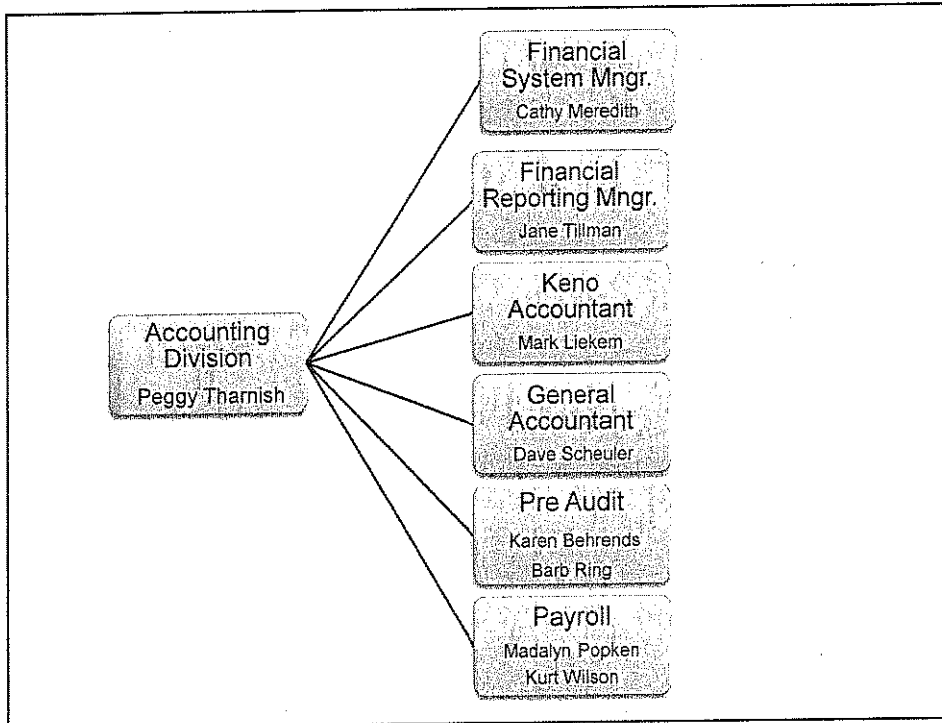 Financial
System Mngr.
Cathy Meredith
Financial
Reporting Mngr.
Jane Tillman
Keno
Accountant
Mark Liekem
Accounting
Division
Peggy Tharnish
General
Accountant
Dave Scheuler
Pre Audit
Karen Behrends
Barb Ring
Payroll
Madalyn Popken
Kurt Wilson